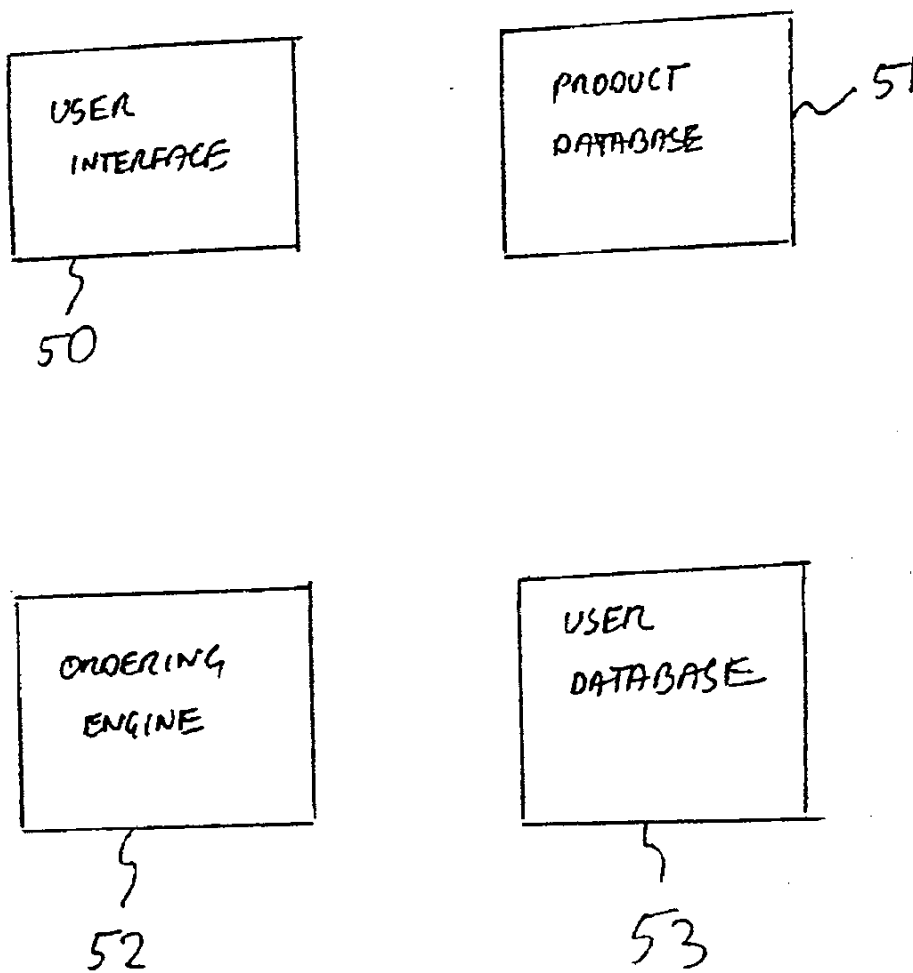 USER
INTERFACE
50
PRODUCT
DATABASE
51
ORDERING
ENGINE
52
USER
DATABASE
53